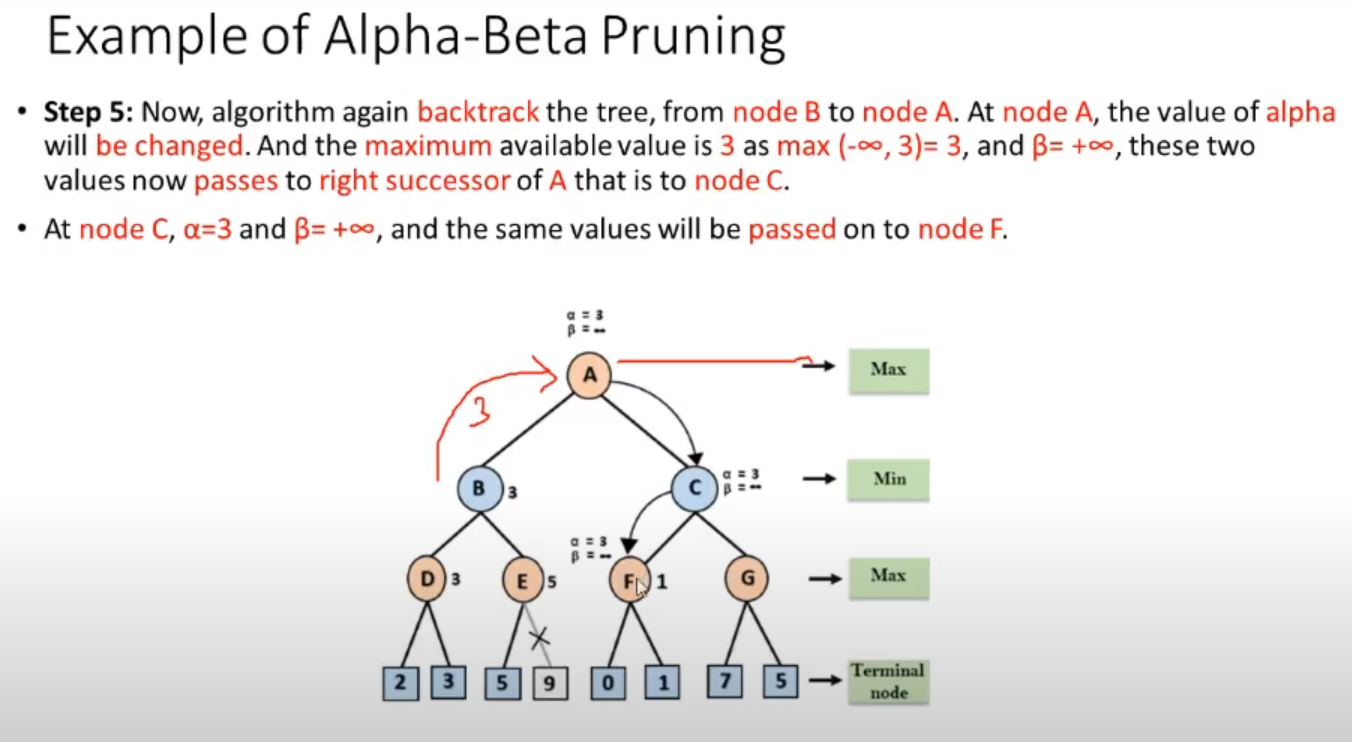 Example of Alpha-Beta Pruning
• Step 5: Now, algorithm again backtrack the tree, from node B to node A. At node A, the value of alpha
will be changed. And the maximum available value is 3 as max (-∞, 3)= 3, and β= +∞, these two
values now passes to right successor of A that is to node C.
• At node C, α=3 and β= +∞, and the same values will be passed on to node F.
α = 3
β = ∞
A
Max
3
B 3
C
α = 3
β = ∞
Min
α = 3
β = ∞
D 3
E 5
F 1
G
Max
2 3 5 9 0 1 7 5
Terminal
node